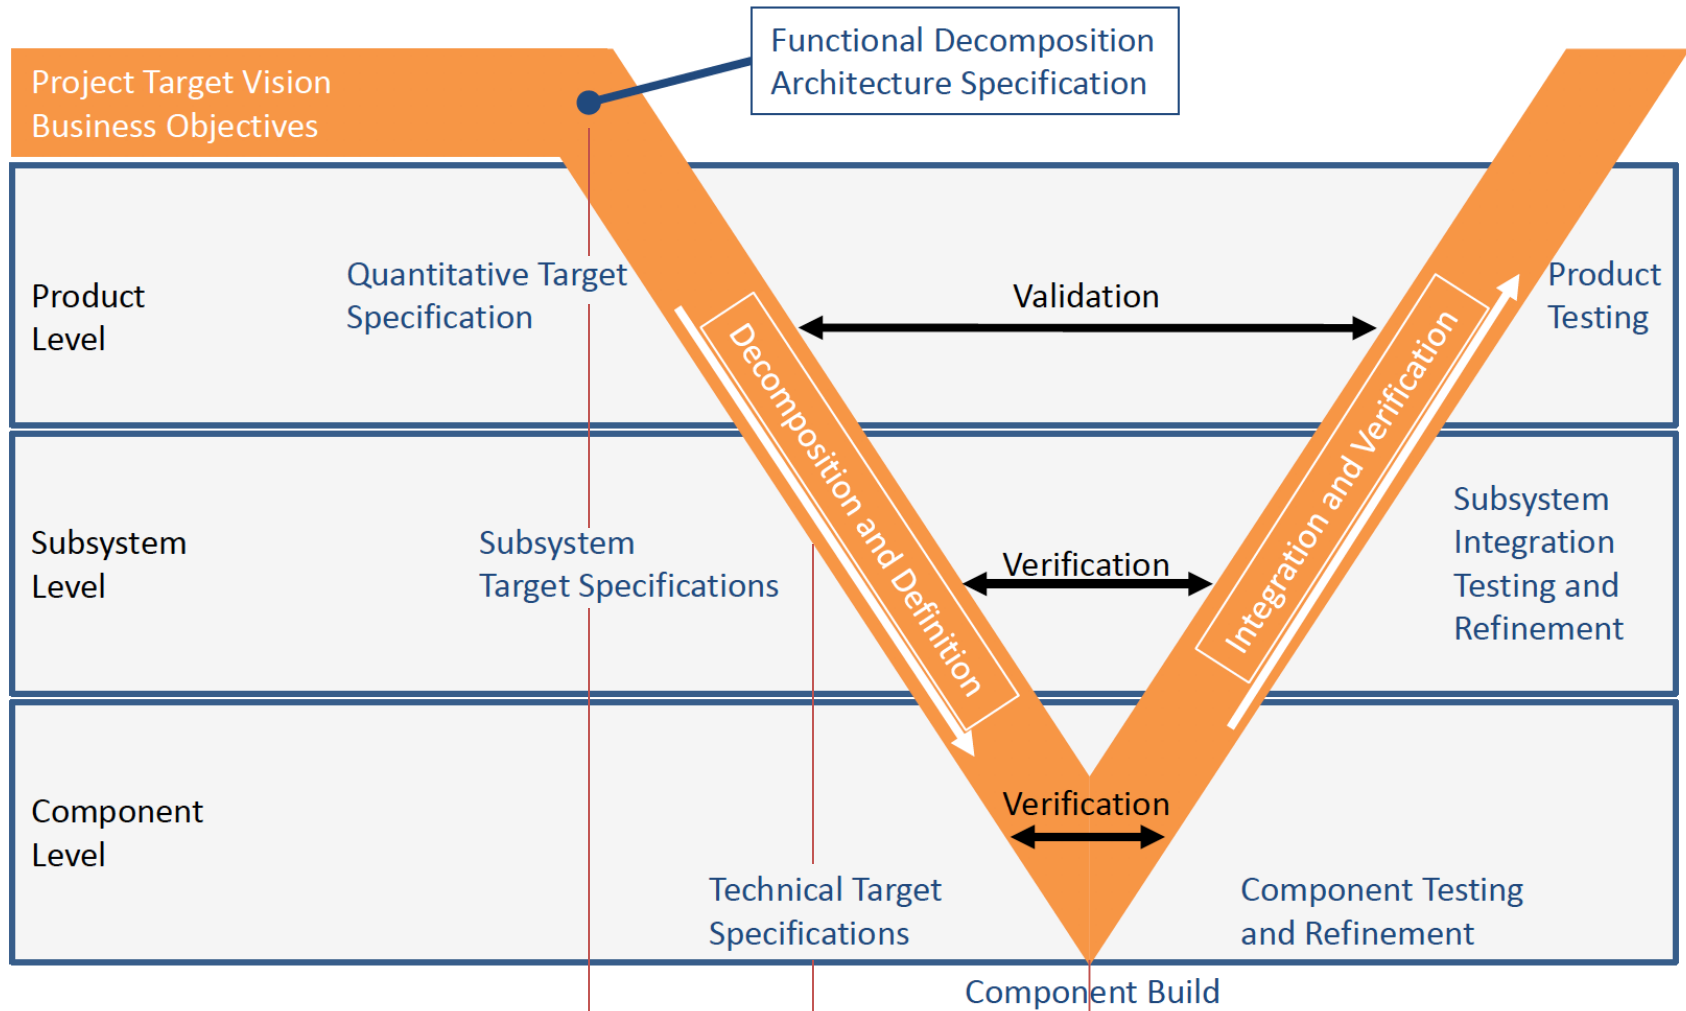 Functional Decomposition
Architecture Specification
Project Target Vision
Business Objectives
Product
Level
Quantitative Target
Specification
Validation
Product
Testing
Decomposition and Definition
Integration and Verification
Subsystem
Level
Subsystem
Target Specifications
Verification
Subsystem
Integration
Testing and
Refinement
Component
Level
Verification
Technical Target
Specifications
Component Testing
and Refinement
Component Build